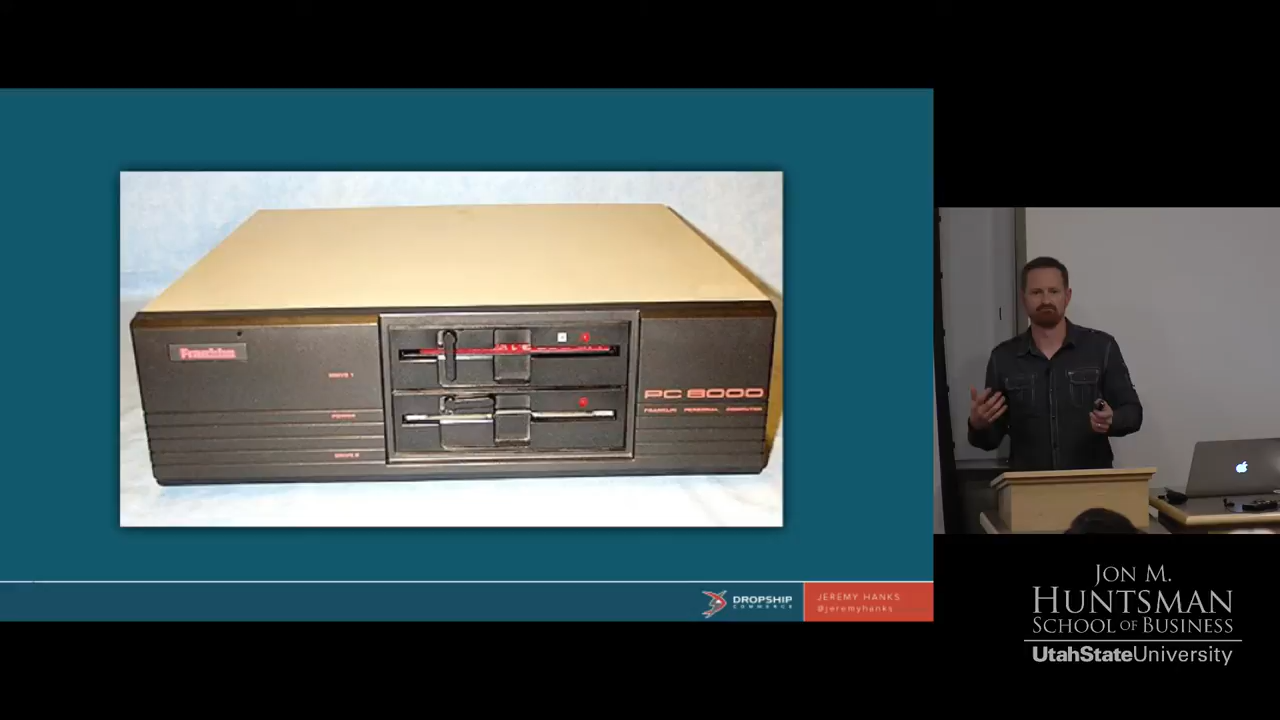 Franklin
DRIVE 1
POWER
DRIVE 2
PC 8000
FRANKLIN PERSONAL COMPUTER
DROPSHIP
COMMERCE
JEREMY HANKS
@jeremyhanks
JON M.
HUNTSMAN
SCHOOL OF BUSINESS
UtahStateUniversity